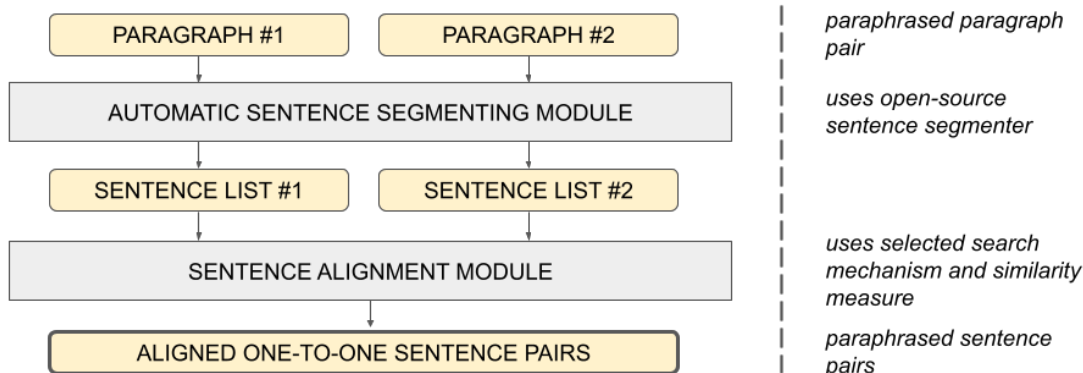 PARAGRAPH #1
PARAGRAPH #2
paraphrased paragraph
pair
AUTOMATIC SENTENCE SEGMENTING MODULE
uses open-source
sentence segmenter
SENTENCE LIST #1
SENTENCE LIST #2
SENTENCE ALIGNMENT MODULE
uses selected search
mechanism and similarity
measure
ALIGNED ONE-TO-ONE SENTENCE PAIRS
paraphrased sentence
pairs